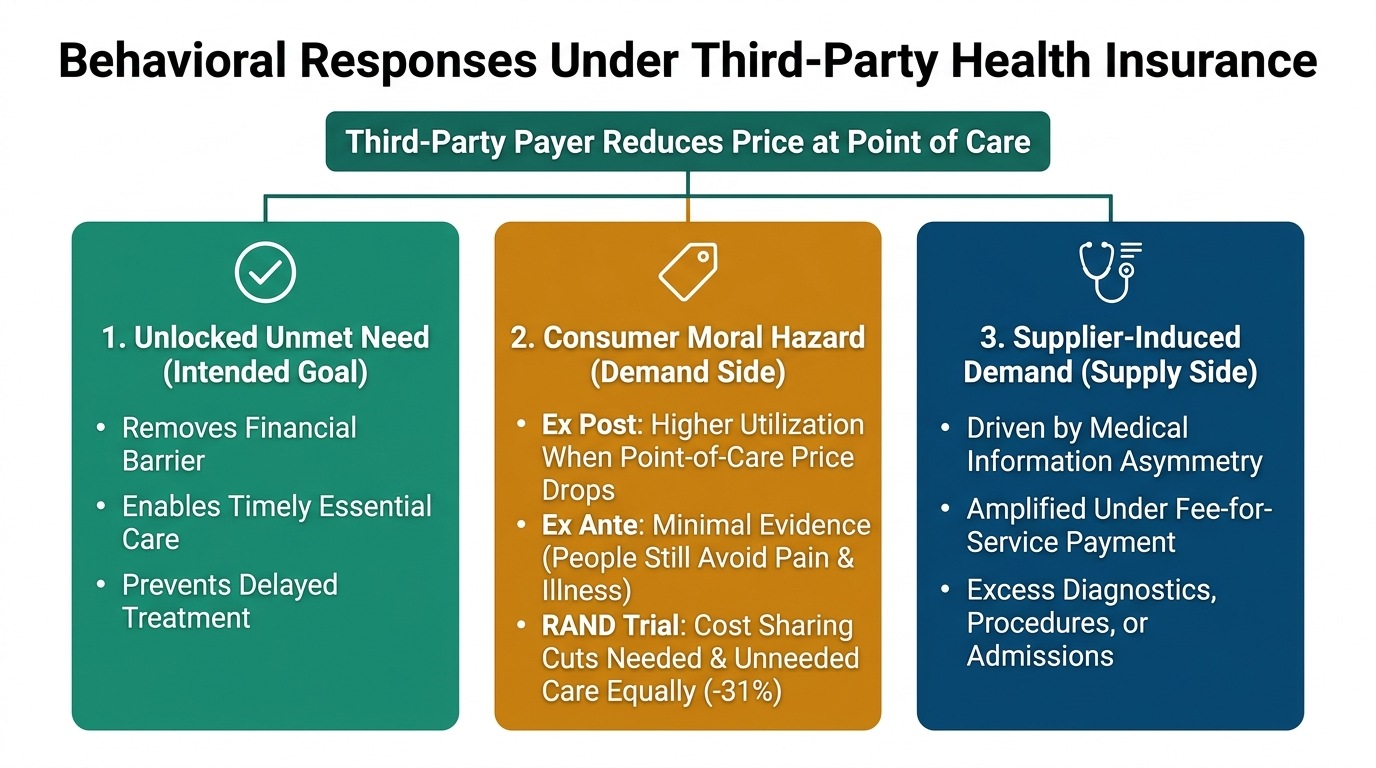 Behavioral Responses Under Third-Party Health Insurance
Third-Party Payer Reduces Price at Point of Care
1. Unlocked Unmet Need
(Intended Goal)
• Removes Financial
Barrier
• Enables Timely Essential
Care
• Prevents Delayed
Treatment
2. Consumer Moral Hazard
(Demand Side)
• Ex Post: Higher Utilization
When Point-of-Care Price
Drops
• Ex Ante: Minimal Evidence
(People Still Avoid Pain &
Illness)
• RAND Trial: Cost Sharing
Cuts Needed & Unneeded
Care Equally (-31%)
3. Supplier-Induced
Demand (Supply Side)
• Driven by Medical
Information Asymmetry
• Amplified Under Fee-for-
Service Payment
• Excess Diagnostics,
Procedures, or
Admissions